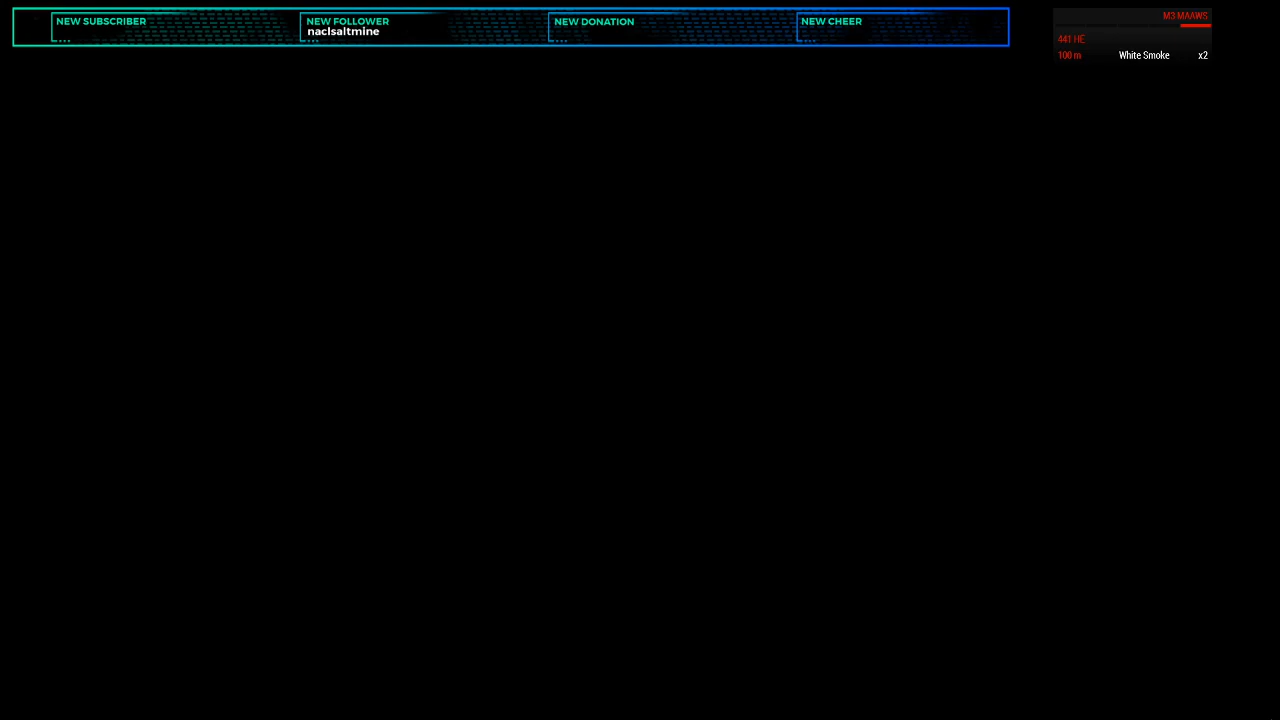 NEW SUBSCRIBER
NEW FOLLOWER
naclsaltmine
NEW DONATION
NEW CHEER
M3 MAAWS
441 HE
100 m White Smoke x2